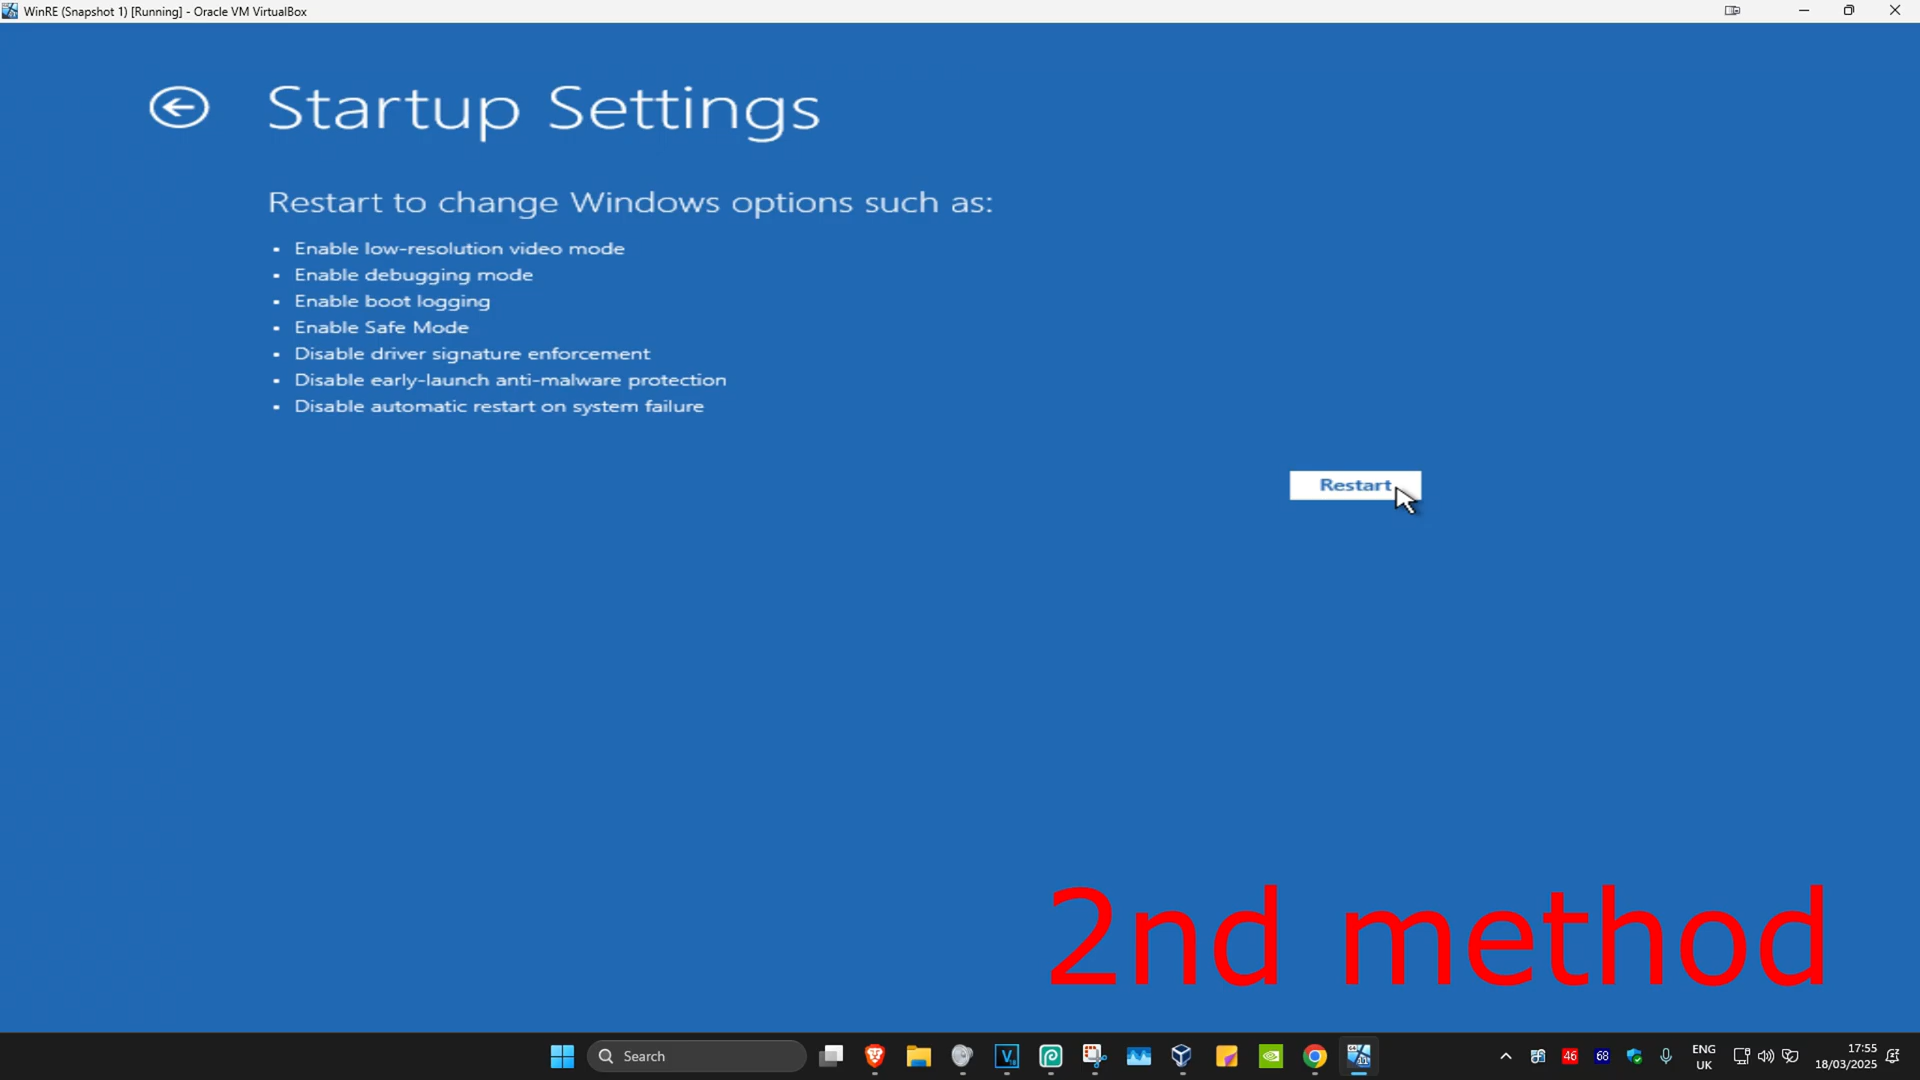 WinRE (Snapshot 1) [Running] - Oracle VM VirtualBox
Startup Settings
Restart to change Windows options such as:
• Enable low-resolution video mode
• Enable debugging mode
• Enable boot logging
• Enable Safe Mode
• Disable driver signature enforcement
• Disable early-launch anti-malware protection
• Disable automatic restart on system failure
Restart
2nd method
Search
46
68
ENG
UK
17:55
18/03/2025